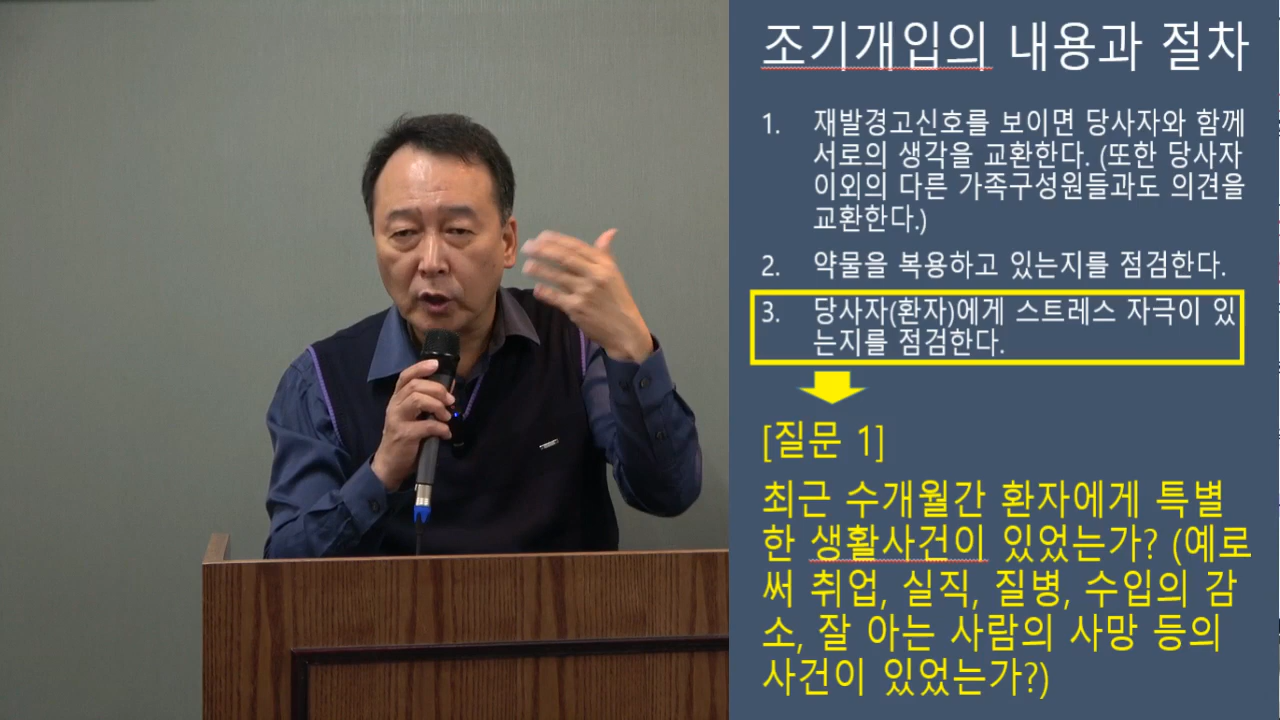 조기개입의 내용과 절차
1. 재발경고신호를 보이면 당사자와 함께
서로의 생각을 교환한다. (또한 당사자
이외의 다른 가족구성원들과도 의견을
교환한다.)
2. 약물을 복용하고 있는지를 점검한다.
3. 당사자(환자)에게 스트레스 자극이 있
는지를 점검한다.
[질문 1]
최근 수개월간 환자에게 특별
한 생활사건이 있었는가? (예로
써 취업, 실직, 질병, 수입의 감
소, 잘 아는 사람의 사망 등의
사건이 있었는가?)